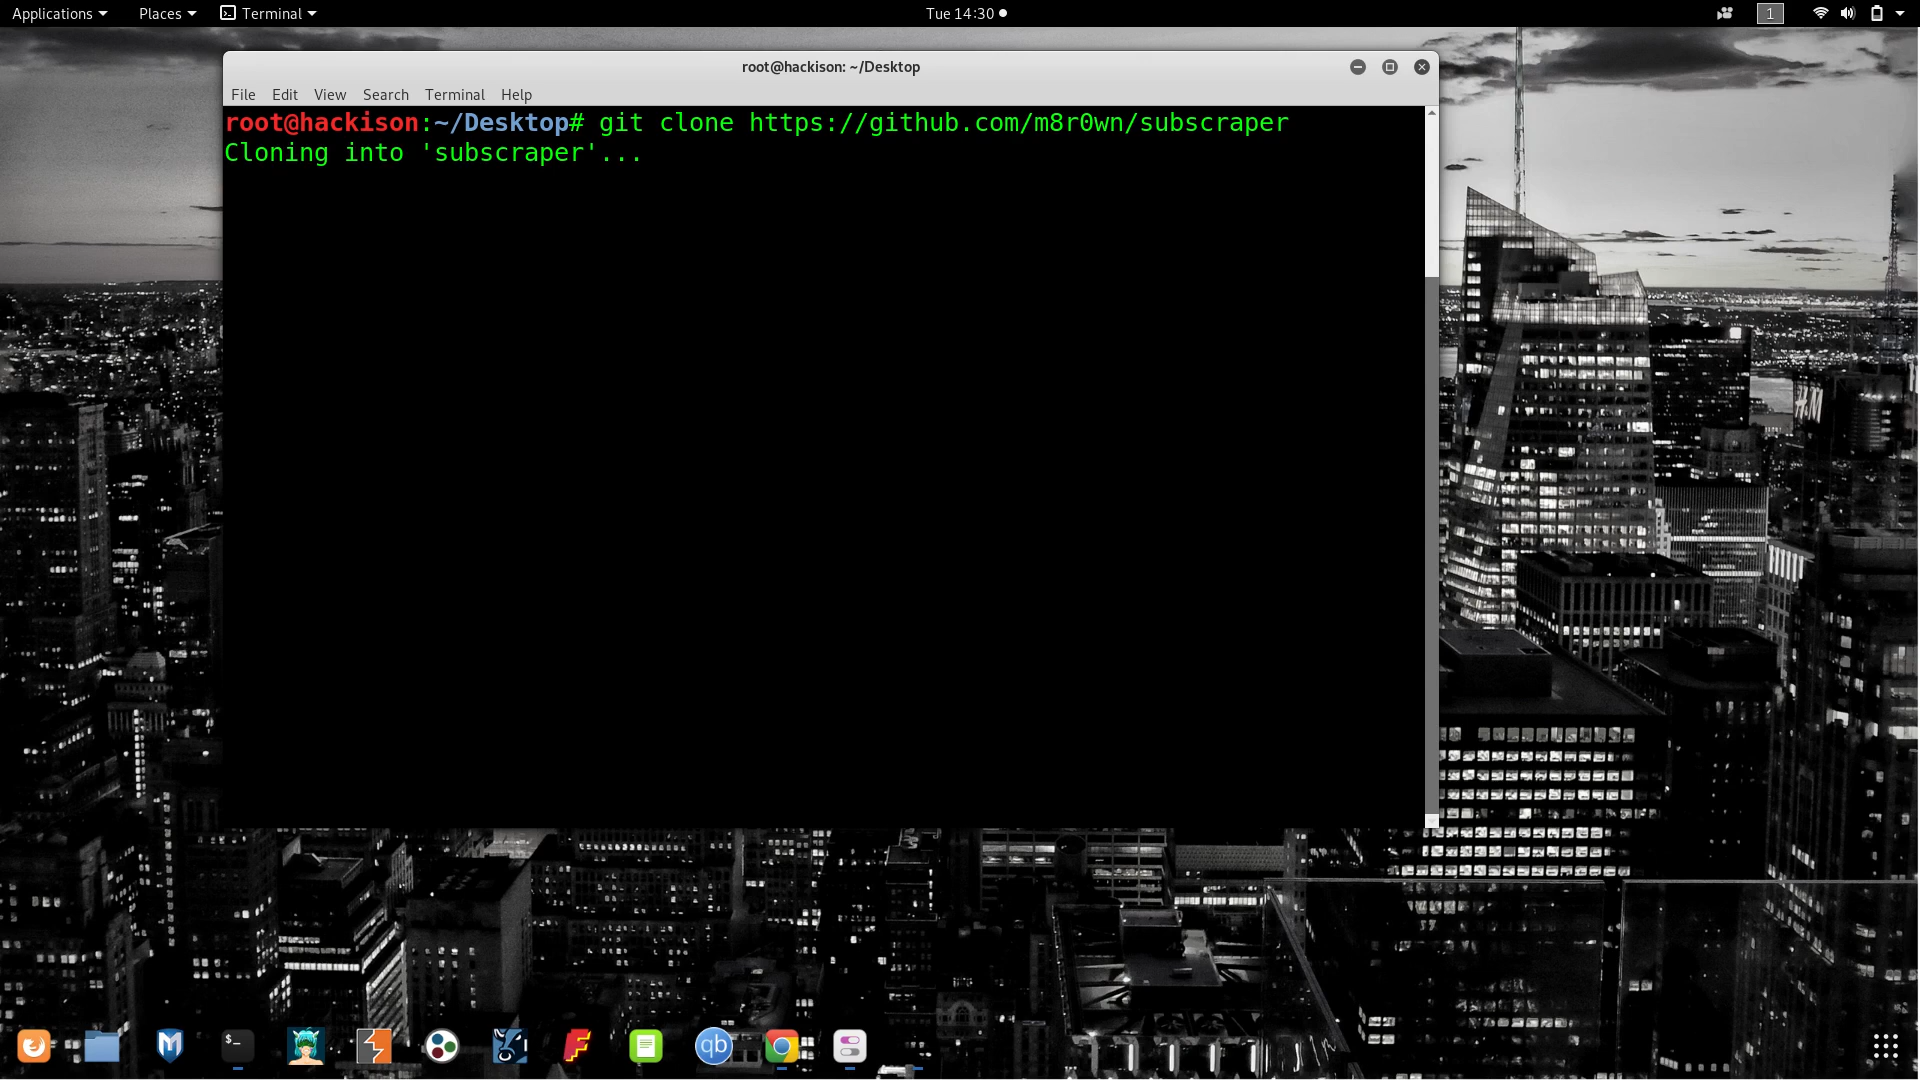 Applications Places Terminal Tue 14:30 1
root@hackison: ~/Desktop
File Edit View Search Terminal Help
root@hackison:~/Desktop# git clone https://github.com/m8r0wn/subscraper
Cloning into 'subscraper'...
H&M
$_
qb